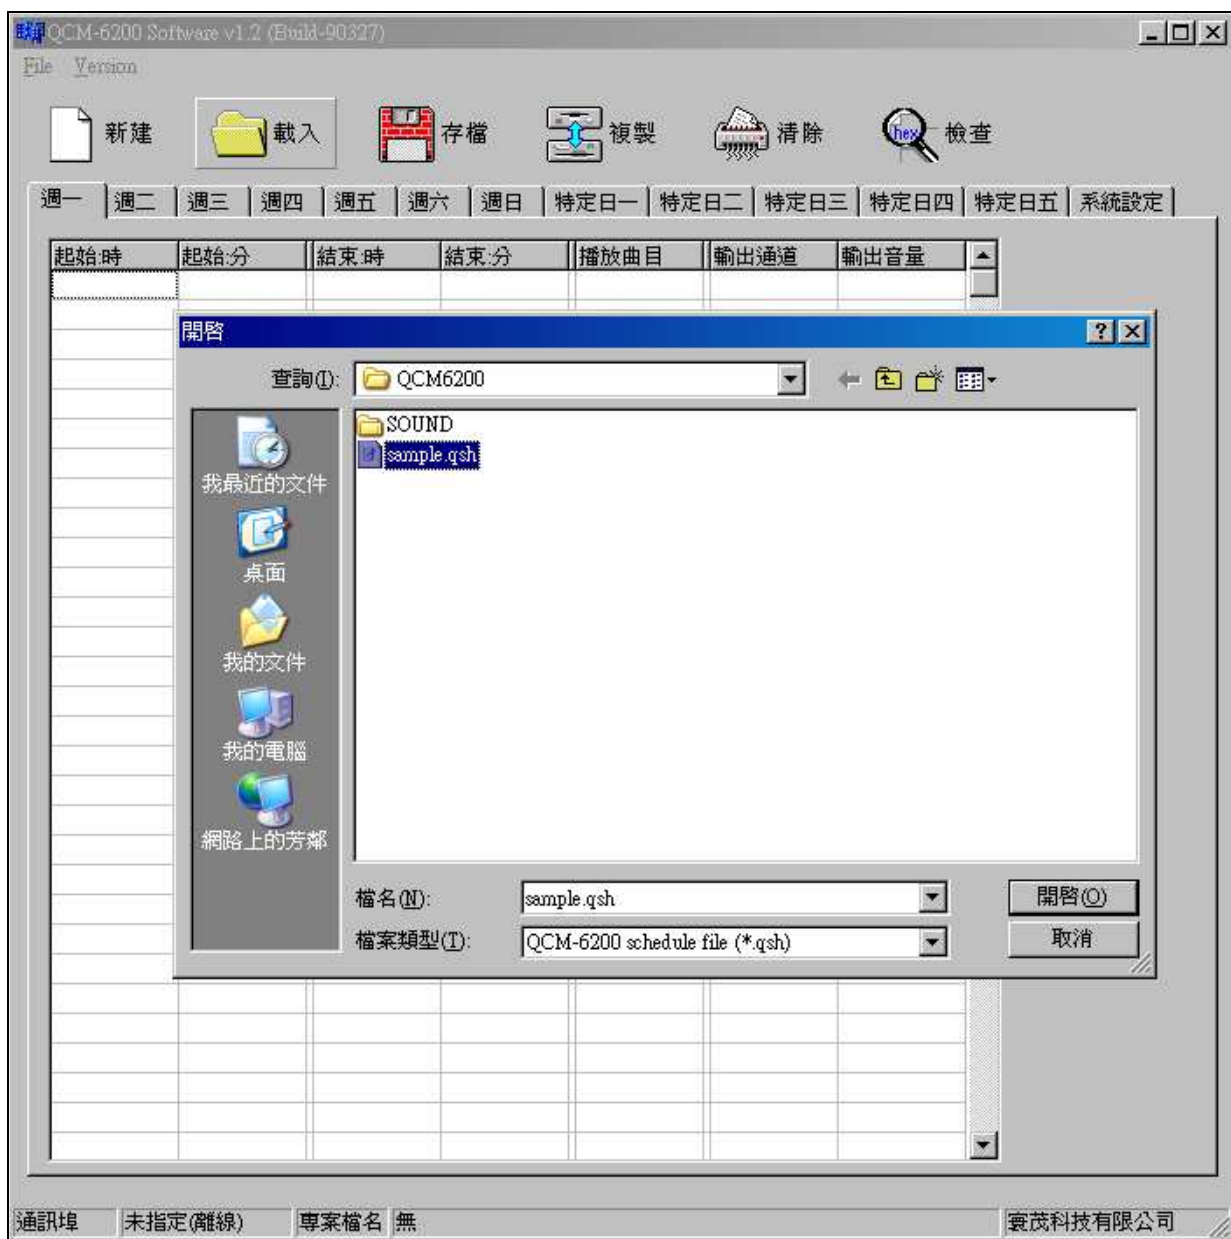 QCM-6200 Software v1.2 (Build-90327)
File Version
新建 載入 存檔 複製 清除 hex 檢查
週一 週二 週三 週四 週五 週六 週日 特定日一 特定日二 特定日三 特定日四 特定日五 系統設定
起始:時 起始:分 結束:時 結束:分 播放曲目 輸出通道 輸出音量
開啓
查詢(I): QCM6200
SOUND
sample.qsh
我最近的文件
桌面
我的文件
我的電腦
網路上的芳鄰
檔名(N): sample.qsh 開啓(O)
檔案類型(T): QCM-6200 schedule file (*.qsh) 取消
通訊埠 未指定(離線) 專案檔名 無 寰茂科技有限公司